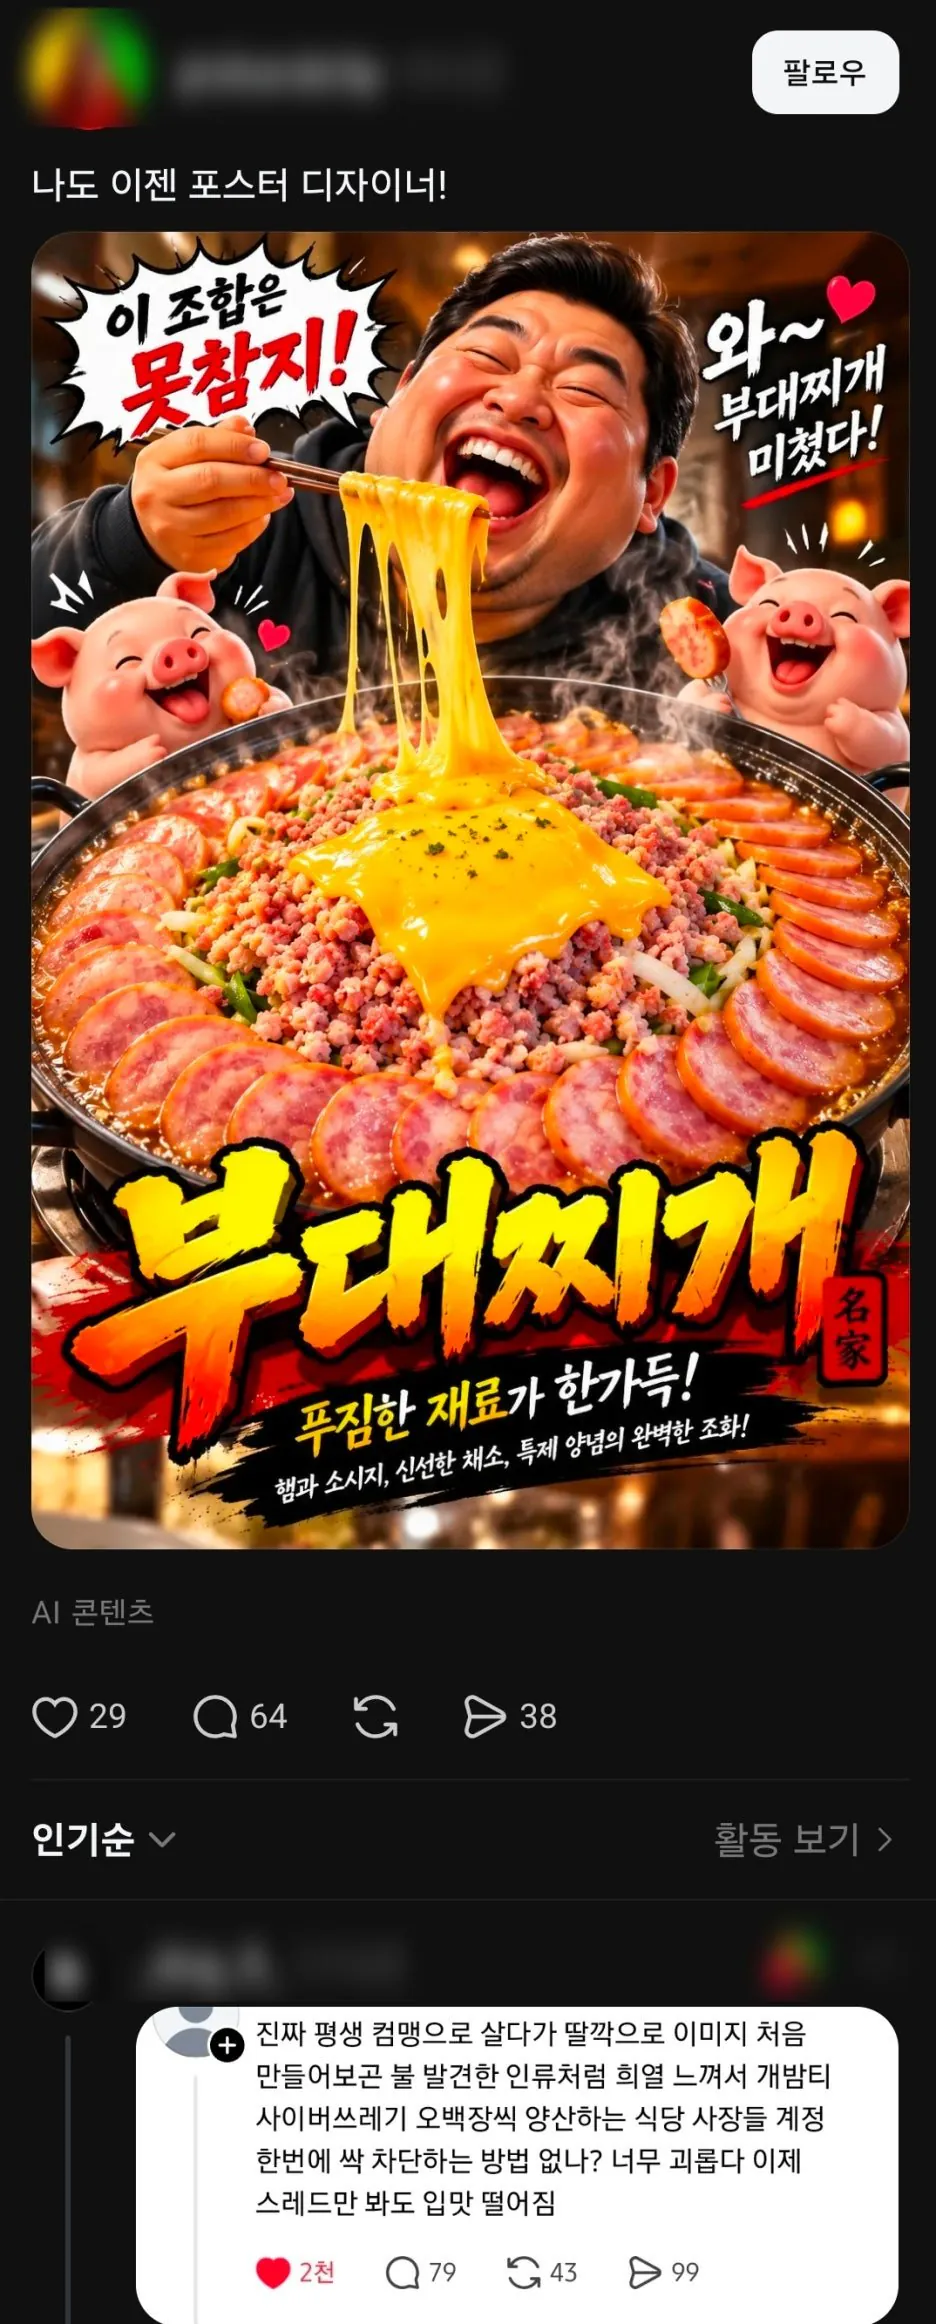 팔로우
나도 이젠 포스터 디자이너!
이 조합은
못참지!
와~
부대찌개
미쳤다!
부대찌개
名家
푸짐한 재료가 한가득!
햄과 소시지, 신선한 채소, 특제 양념의 완벽한 조화!
AI 콘텐츠
29 64 38
인기순 활동 보기
진짜 평생 컴맹으로 살다가 딸깍으로 이미지 처음
만들어보곤 불 발견한 인류처럼 희열 느껴서 개밤티
사이버쓰레기 오백장씩 양산하는 식당 사장들 계정
한번에 싹 차단하는 방법 없나? 너무 괴롭다 이제
스레드만 봐도 입맛 떨어짐
2천 79 43 99